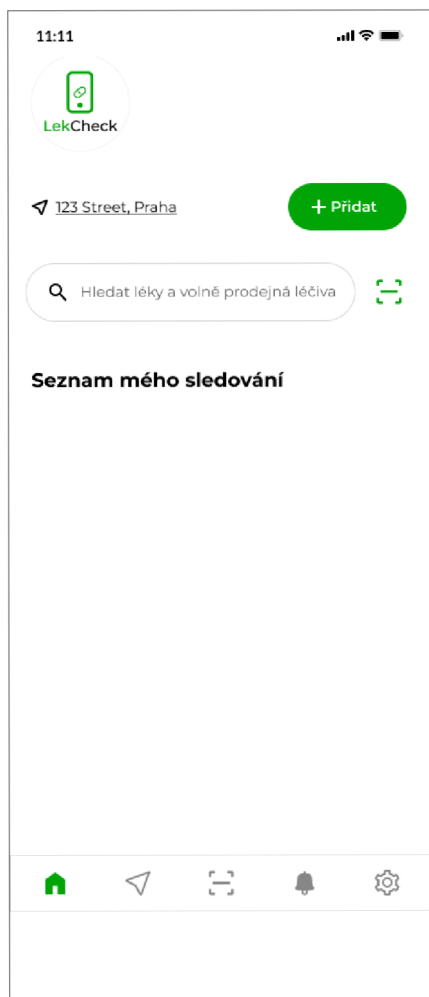 11:11
LekCheck
123 Street, Praha
+ Přidat
Hledat léky a volně prodejná léčiva
Seznam mého sledování